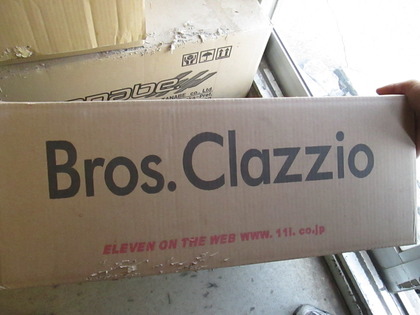 Bros.Clazzio
ELEVEN ON THE WEB www.11i.co.jp